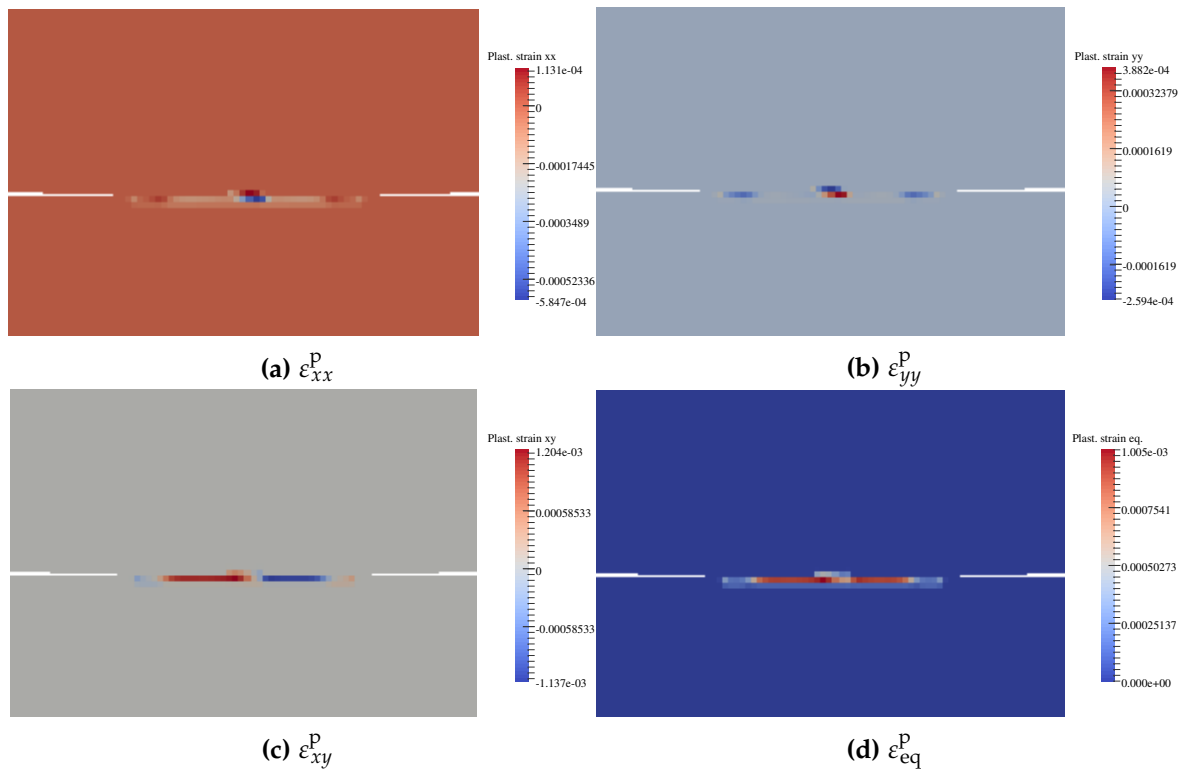 Plast. strain xx
1.131e-04
0
-0.00017445
-0.0003489
-0.00052336
-5.847e-04
(a) ε^p_xx
Plast. strain yy
3.882e-04
0.00032379
0.0001619
0
-0.0001619
-2.594e-04
(b) ε^p_yy
Plast. strain xy
1.204e-03
0.00058533
0
-0.00058533
-1.137e-03
(c) ε^p_xy
Plast. strain eq.
1.005e-03
0.0007541
0.00050273
0.00025137
0.000e+00
(d) ε^p_eq